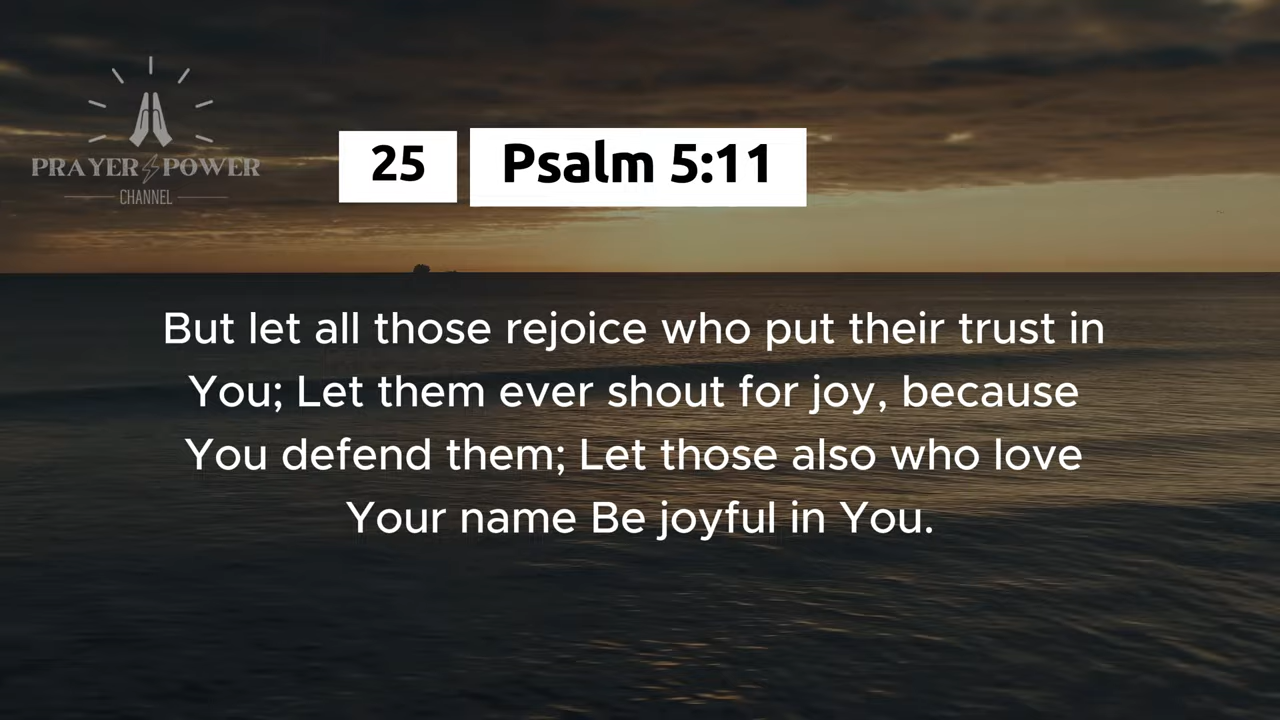 PRAYER POWER
CHANNEL
25 Psalm 5:11
But let all those rejoice who put their trust in
You; Let them ever shout for joy, because
You defend them; Let those also who love
Your name Be joyful in You.